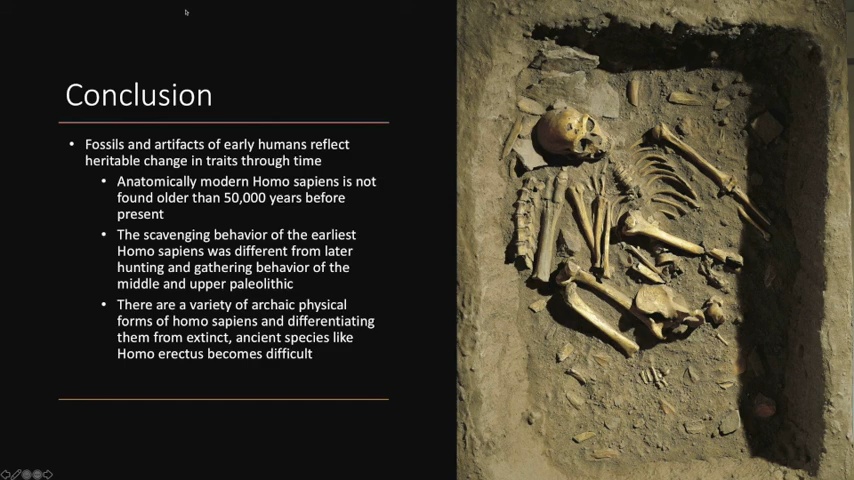 Conclusion
• Fossils and artifacts of early humans reflect
heritable change in traits through time
• Anatomically modern Homo sapiens is not
found older than 50,000 years before
present
• The scavenging behavior of the earliest
Homo sapiens was different from later
hunting and gathering behavior of the
middle and upper paleolithic
• There are a variety of archaic physical
forms of homo sapiens and differentiating
them from extinct, ancient species like
Homo erectus becomes difficult